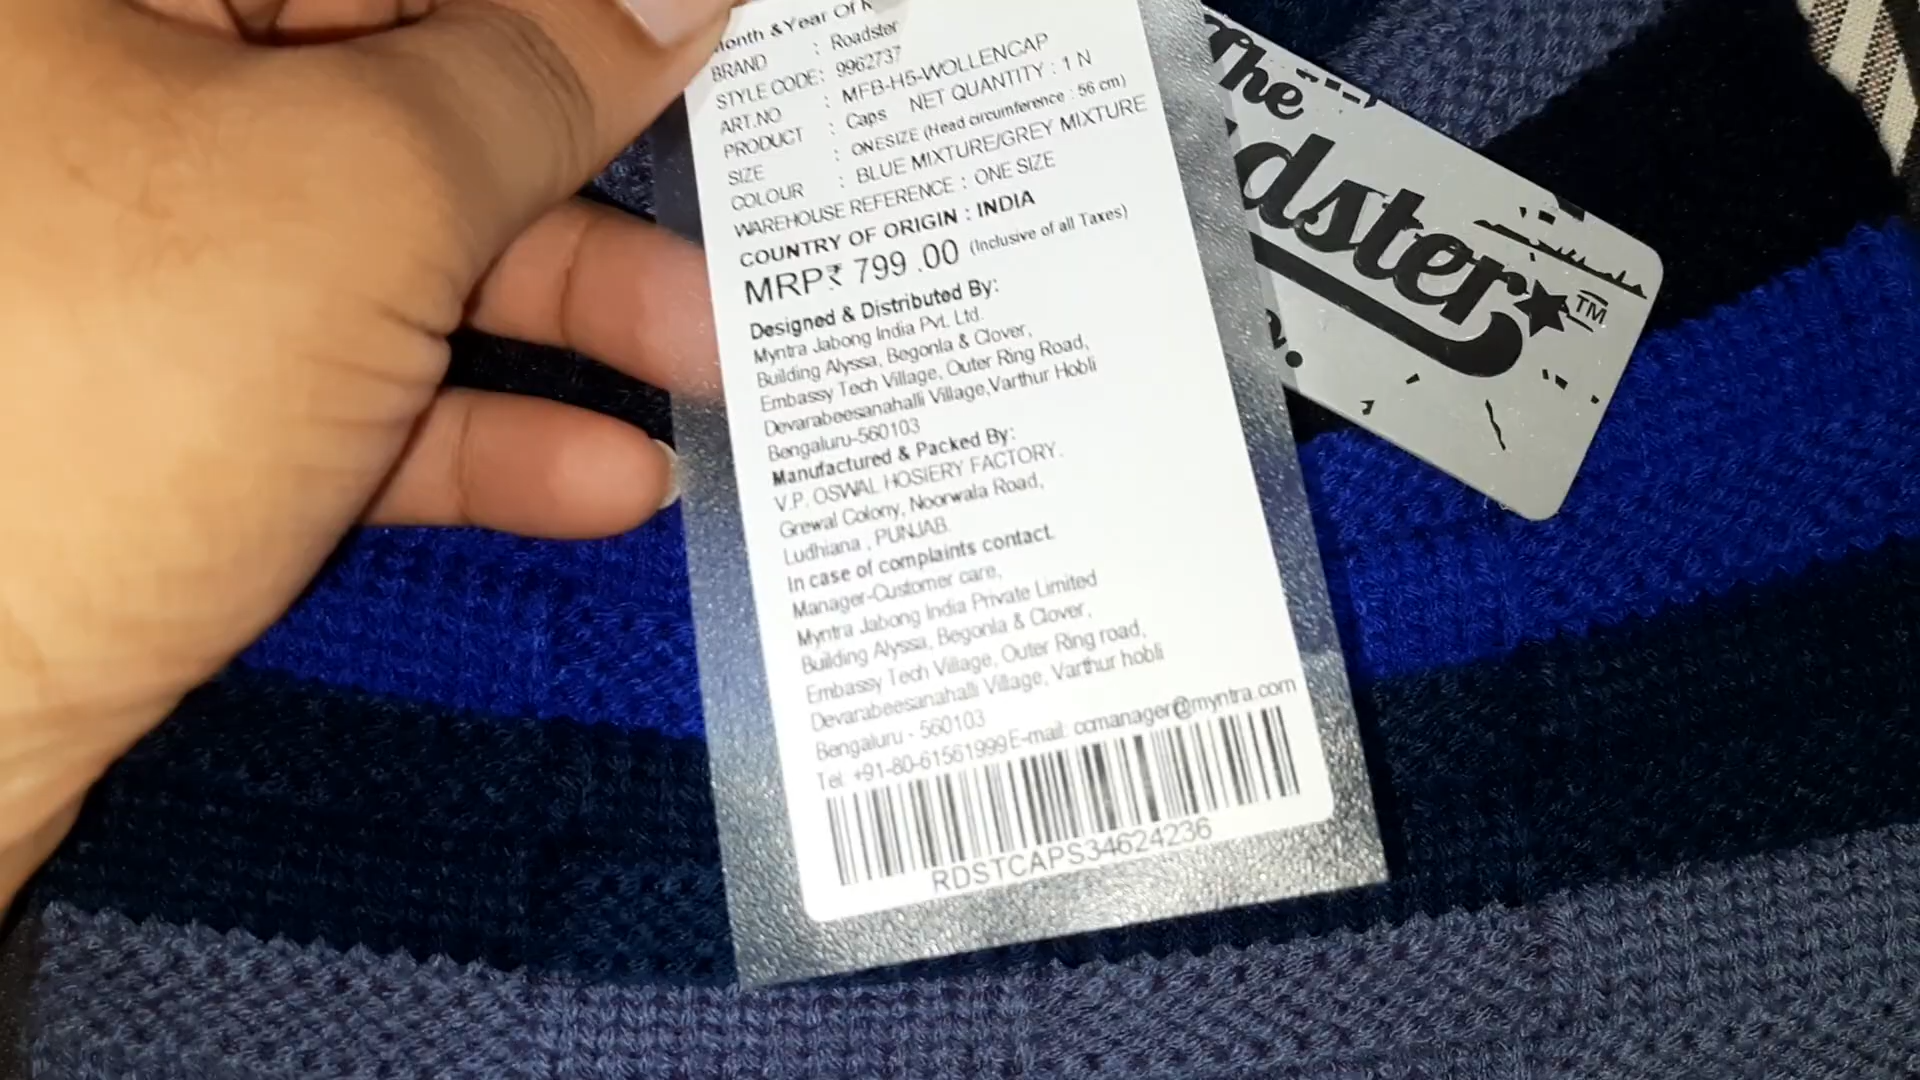 Month & Year Of
BRAND : Roadster
STYLE CODE: 9962737
ART.NO : MFB-H5-WOLLENCAP
PRODUCT : Caps NET QUANTITY : 1 N
SIZE : ONESIZE (Head circumference : 56 cm)
COLOUR : BLUE MIXTURE/GREY MIXTURE
WAREHOUSE REFERENCE : ONE SIZE
COUNTRY OF ORIGIN : INDIA
MRP₹ 799 .00 (Inclusive of all Taxes)
Designed & Distributed By:
Myntra Jabong India Pvt. Ltd.
Building Alyssa, Begonla & Clover,
Embassy Tech Village, Outer Ring Road,
Devarabeesanahalli Village,Varthur Hobli
Bengaluru-560103
Manufactured & Packed By:
V.P. OSWAL HOSIERY FACTORY.
Grewal Colony, Noorwala Road,
Ludhiana , PUNJAB.
In case of complaints contact.
Manager-Customer care,
Myntra Jabong India Private Limited
Building Alyssa, Begonla & Clover,
Embassy Tech Village, Outer Ring road,
Devarabeesanahalli Village, Varthur hobli
Bengaluru - 560103
Tel. +91-80-61561999 E-mail: ccmanager@myntra.com
RDSTCAPS34624236
The
dster TM